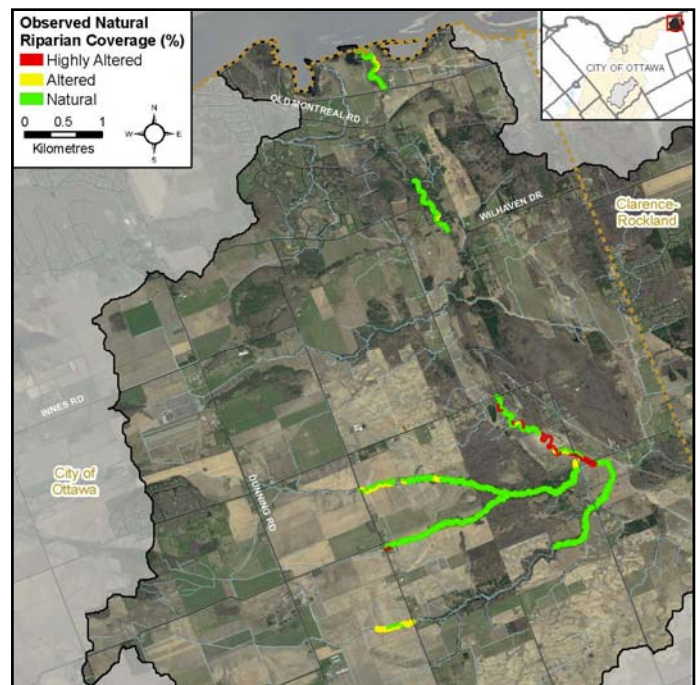 Observed Natural
Riparian Coverage (%)
Highly Altered
Altered
Natural
0 0.5 1
Kilometres
N
W E
S
CITY OF OTTAWA
OLD MONTREAL RD
WILHAVEN DR
Clarence-
Rockland
INNES RD
City of
Ottawa
DUNNING RD